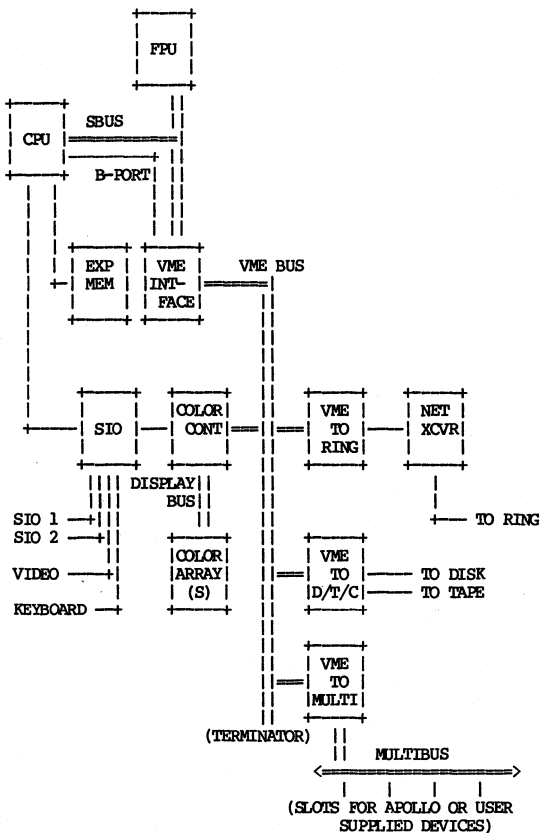 FPU
SBUS
CPU
B-PORT
EXP
MEM
VME
INT-
FACE
VME BUS
SIO
COLOR
CONT
VME
TO
RING
NET
XCVR
DISPLAY
BUS
TO RING
SIO 1
SIO 2
VIDEO
KEYBOARD
COLOR
ARRAY
(S)
VME
TO
D/T/C
TO DISK
TO TAPE
VME
TO
MULTI
(TERMINATOR)
MULTIBUS
(SLOTS FOR APOLLO OR USER
SUPPLIED DEVICES)